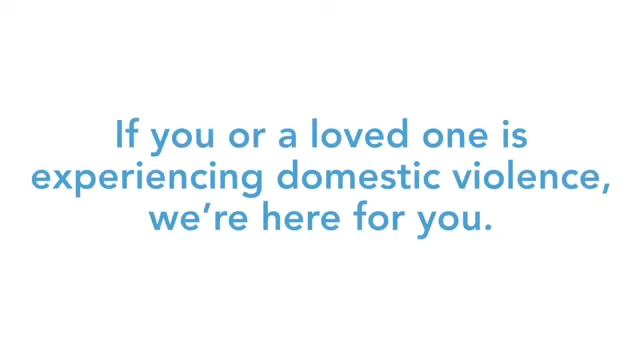 If you or a loved one is
experiencing domestic violence,
we’re here for you.